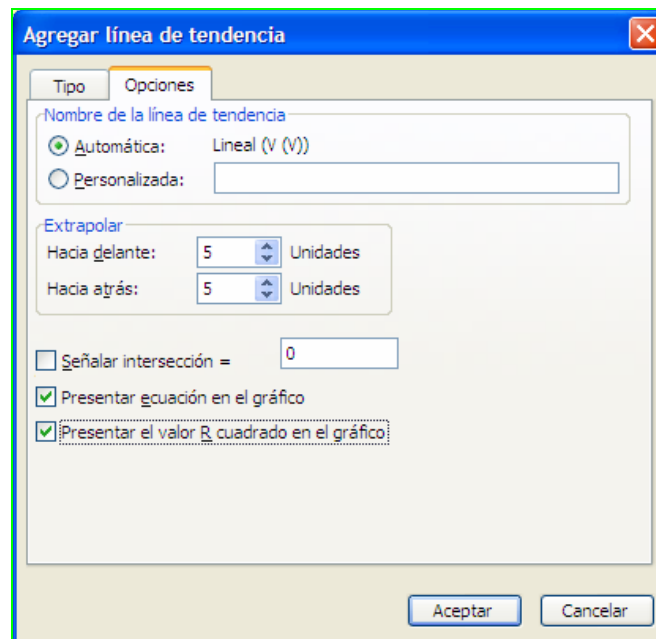 Agregar línea de tendencia
Tipo
Opciones
Nombre de la línea de tendencia
Automática: Lineal (V (V))
Personalizada:
Extrapolar
Hacia delante: 5 Unidades
Hacia atrás: 5 Unidades
Señalar intersección = 0
Presentar ecuación en el gráfico
Presentar el valor R cuadrado en el gráfico
Aceptar
Cancelar